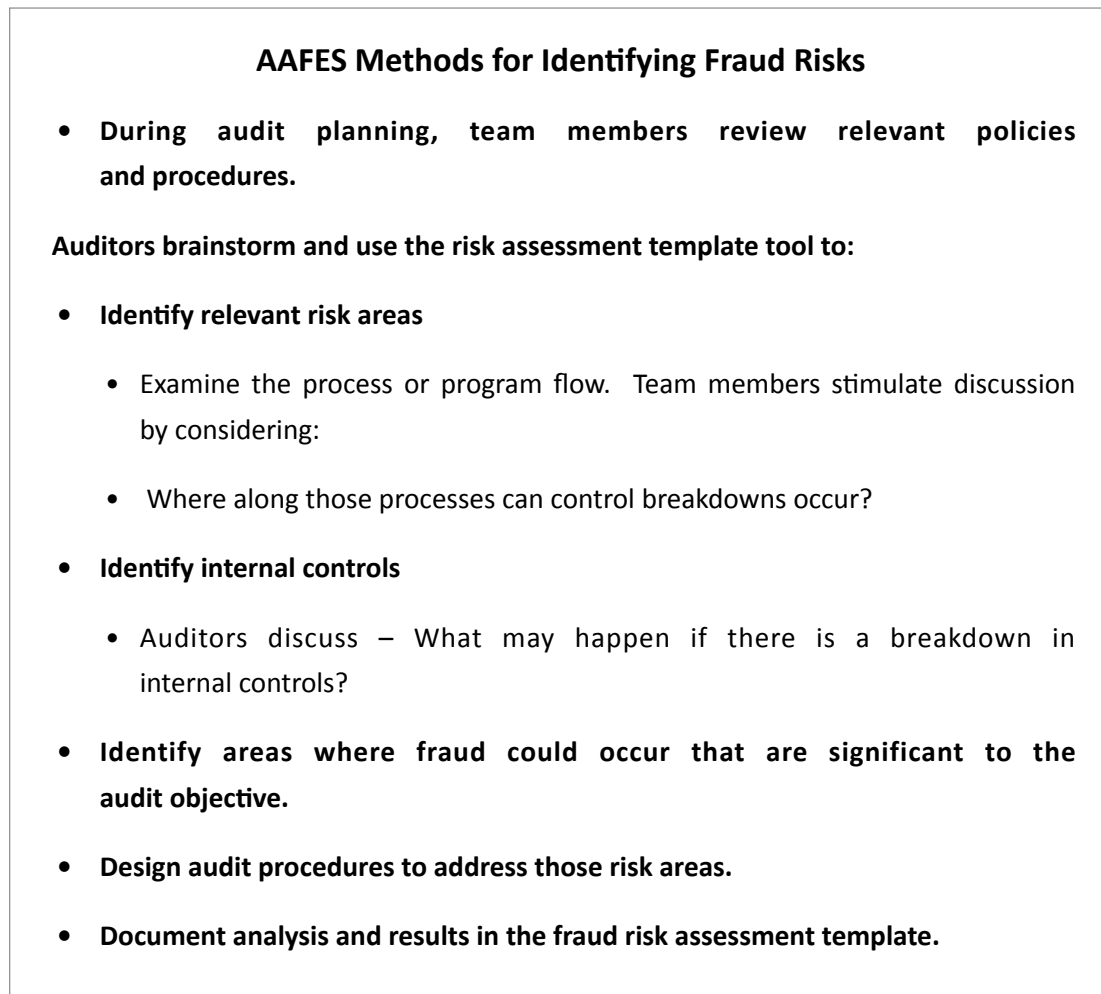 AAFES Methods for Identifying Fraud Risks
• During audit planning, team members review relevant policies
and procedures.
Auditors brainstorm and use the risk assessment template tool to:
• Identify relevant risk areas
• Examine the process or program flow.  Team members stimulate discussion
by considering:
• Where along those processes can control breakdowns occur?
• Identify internal controls
• Auditors discuss – What may happen if there is a breakdown in
internal controls?
• Identify areas where fraud could occur that are significant to the
audit objective.
• Design audit procedures to address those risk areas.
• Document analysis and results in the fraud risk assessment template.